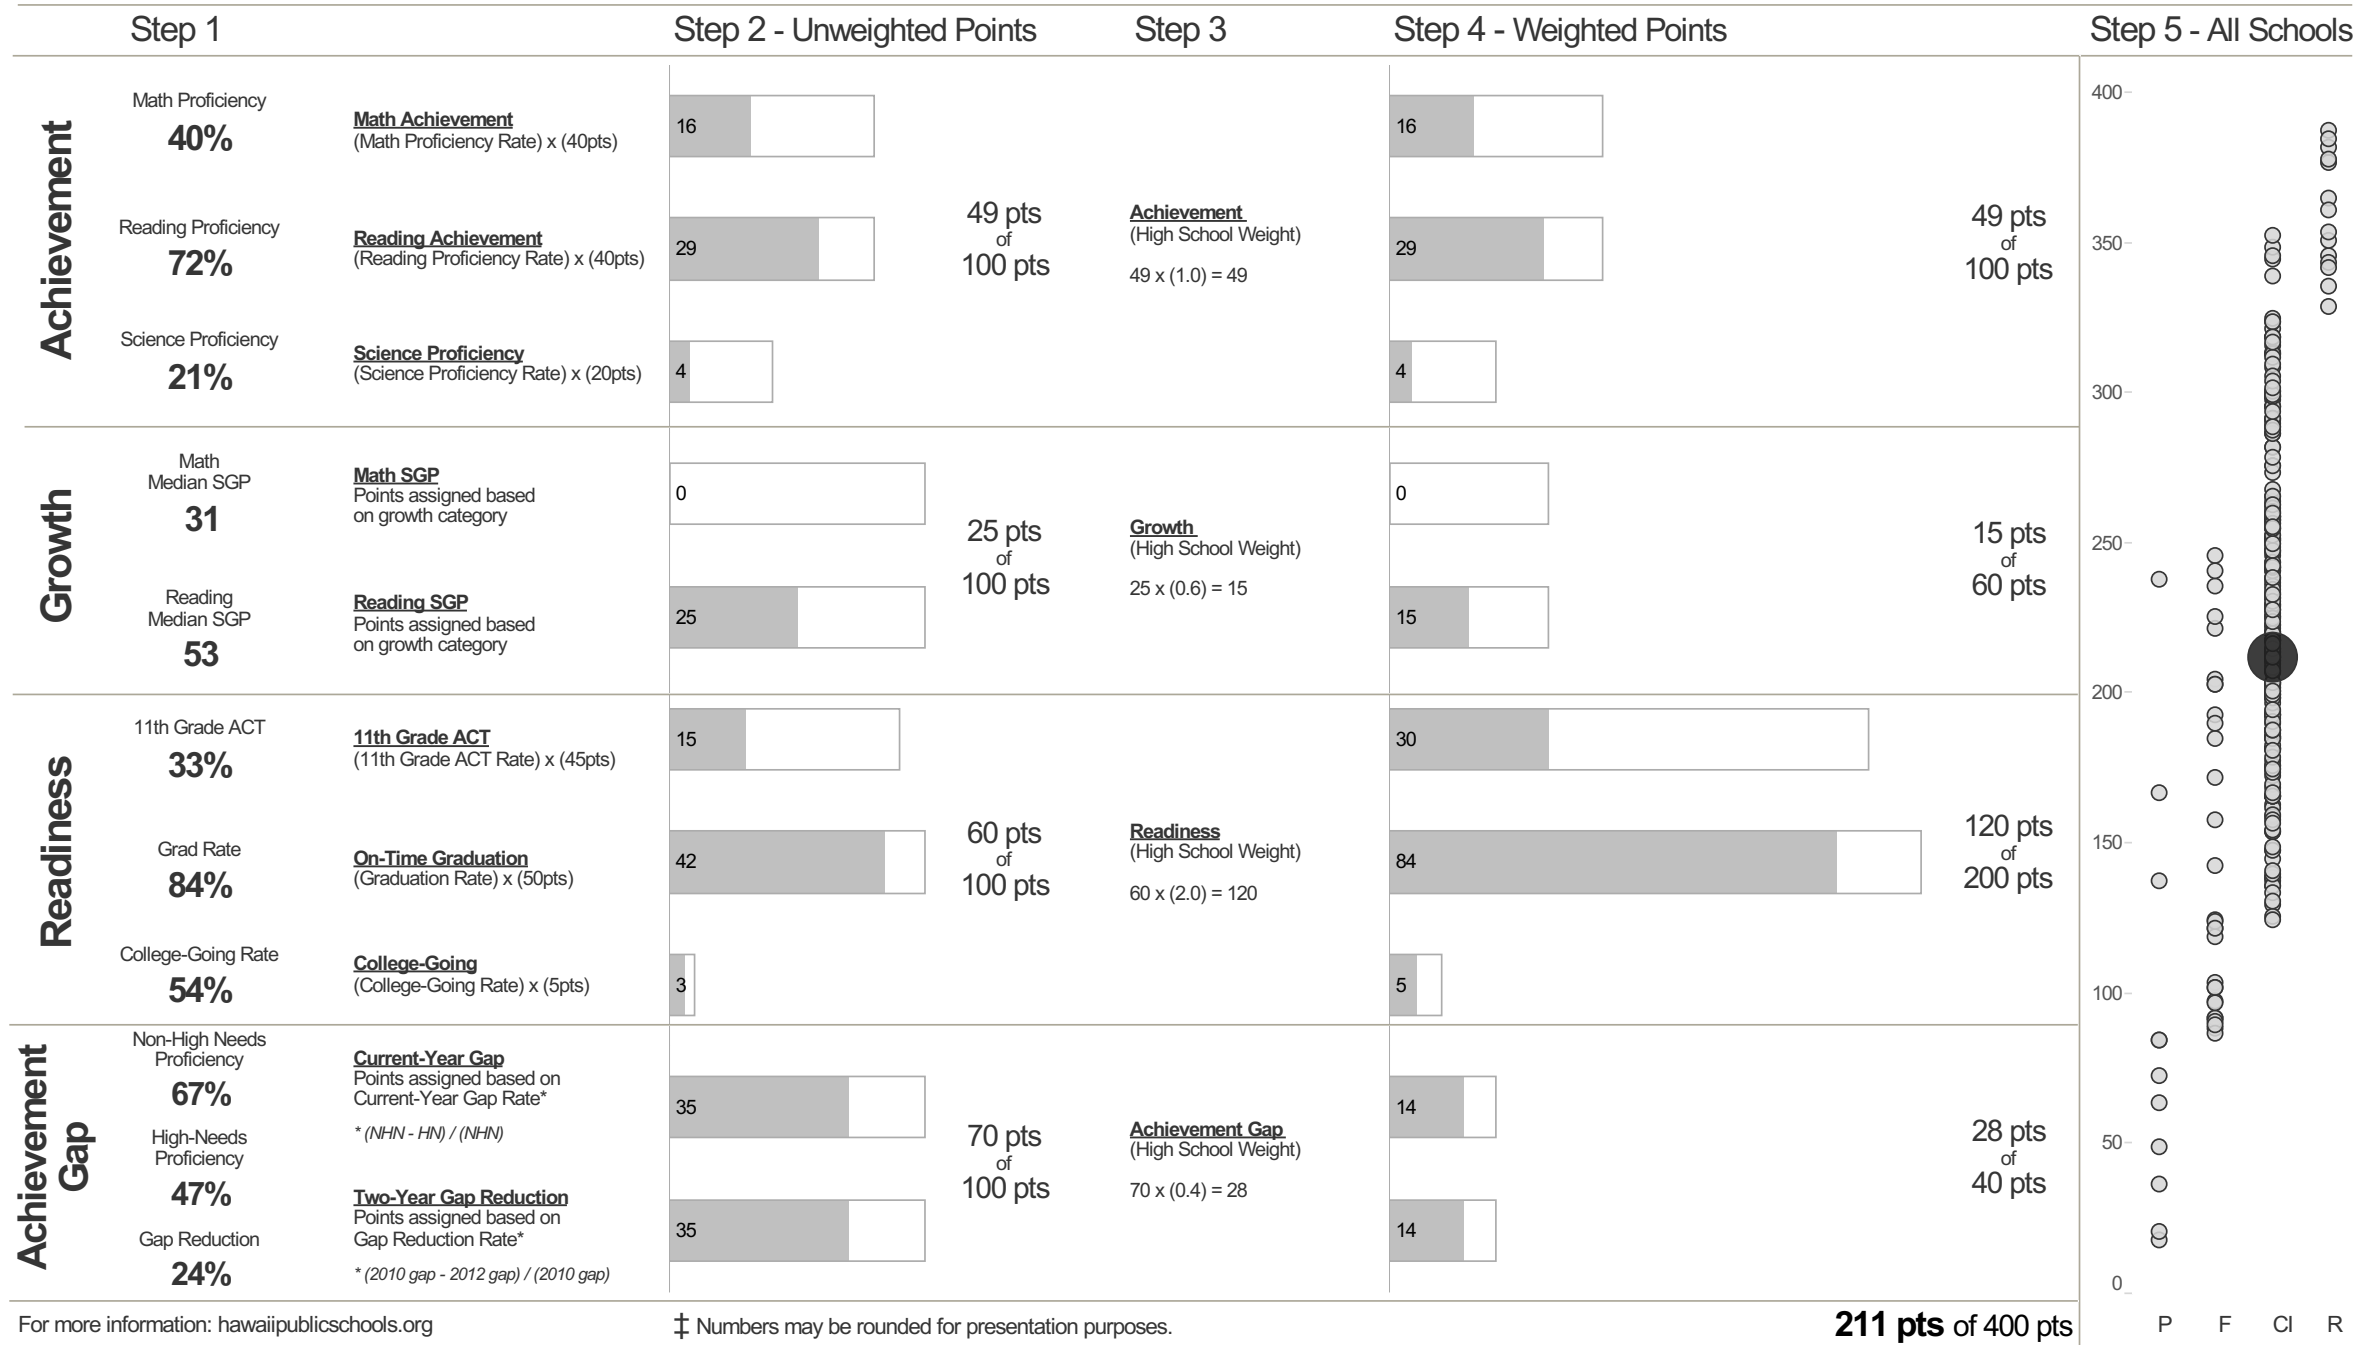 Step 1
Step 2 - Unweighted Points
Step 3
Step 4 - Weighted Points
Step 5 - All Schools
Achievement
Math Proficiency
40%
Math Achievement
(Math Proficiency Rate) x (40pts)
16
16
Reading Proficiency
72%
Reading Achievement
(Reading Proficiency Rate) x (40pts)
29
49 pts
of
100 pts
Achievement
(High School Weight)
49 x (1.0) = 49
29
49 pts
of
100 pts
Science Proficiency
21%
Science Proficiency
(Science Proficiency Rate) x (20pts)
4
4
Growth
Math
Median SGP
31
Math SGP
Points assigned based
on growth category
0
25 pts
of
100 pts
Growth
(High School Weight)
25 x (0.6) = 15
0
15 pts
of
60 pts
Reading
Median SGP
53
Reading SGP
Points assigned based
on growth category
25
15
Readiness
11th Grade ACT
33%
11th Grade ACT
(11th Grade ACT Rate) x (45pts)
15
30
Grad Rate
84%
On-Time Graduation
(Graduation Rate) x (50pts)
42
60 pts
of
100 pts
Readiness
(High School Weight)
60 x (2.0) = 120
84
120 pts
of
200 pts
College-Going Rate
54%
College-Going
(College-Going Rate) x (5pts)
3
5
Achievement
Gap
Non-High Needs
Proficiency
67%
High-Needs
Proficiency
47%
Gap Reduction
24%
Current-Year Gap
Points assigned based on
Current-Year Gap Rate*
* (NHN - HN) / (NHN)
Two-Year Gap Reduction
Points assigned based on
Gap Reduction Rate*
* (2010 gap - 2012 gap) / (2010 gap)
35
35
70 pts
of
100 pts
Achievement Gap
(High School Weight)
70 x (0.4) = 28
14
14
28 pts
of
40 pts
400
350
300
250
200
150
100
50
0
P F CI R
For more information: hawaiipublicschools.org
‡ Numbers may be rounded for presentation purposes.
211 pts of 400 pts